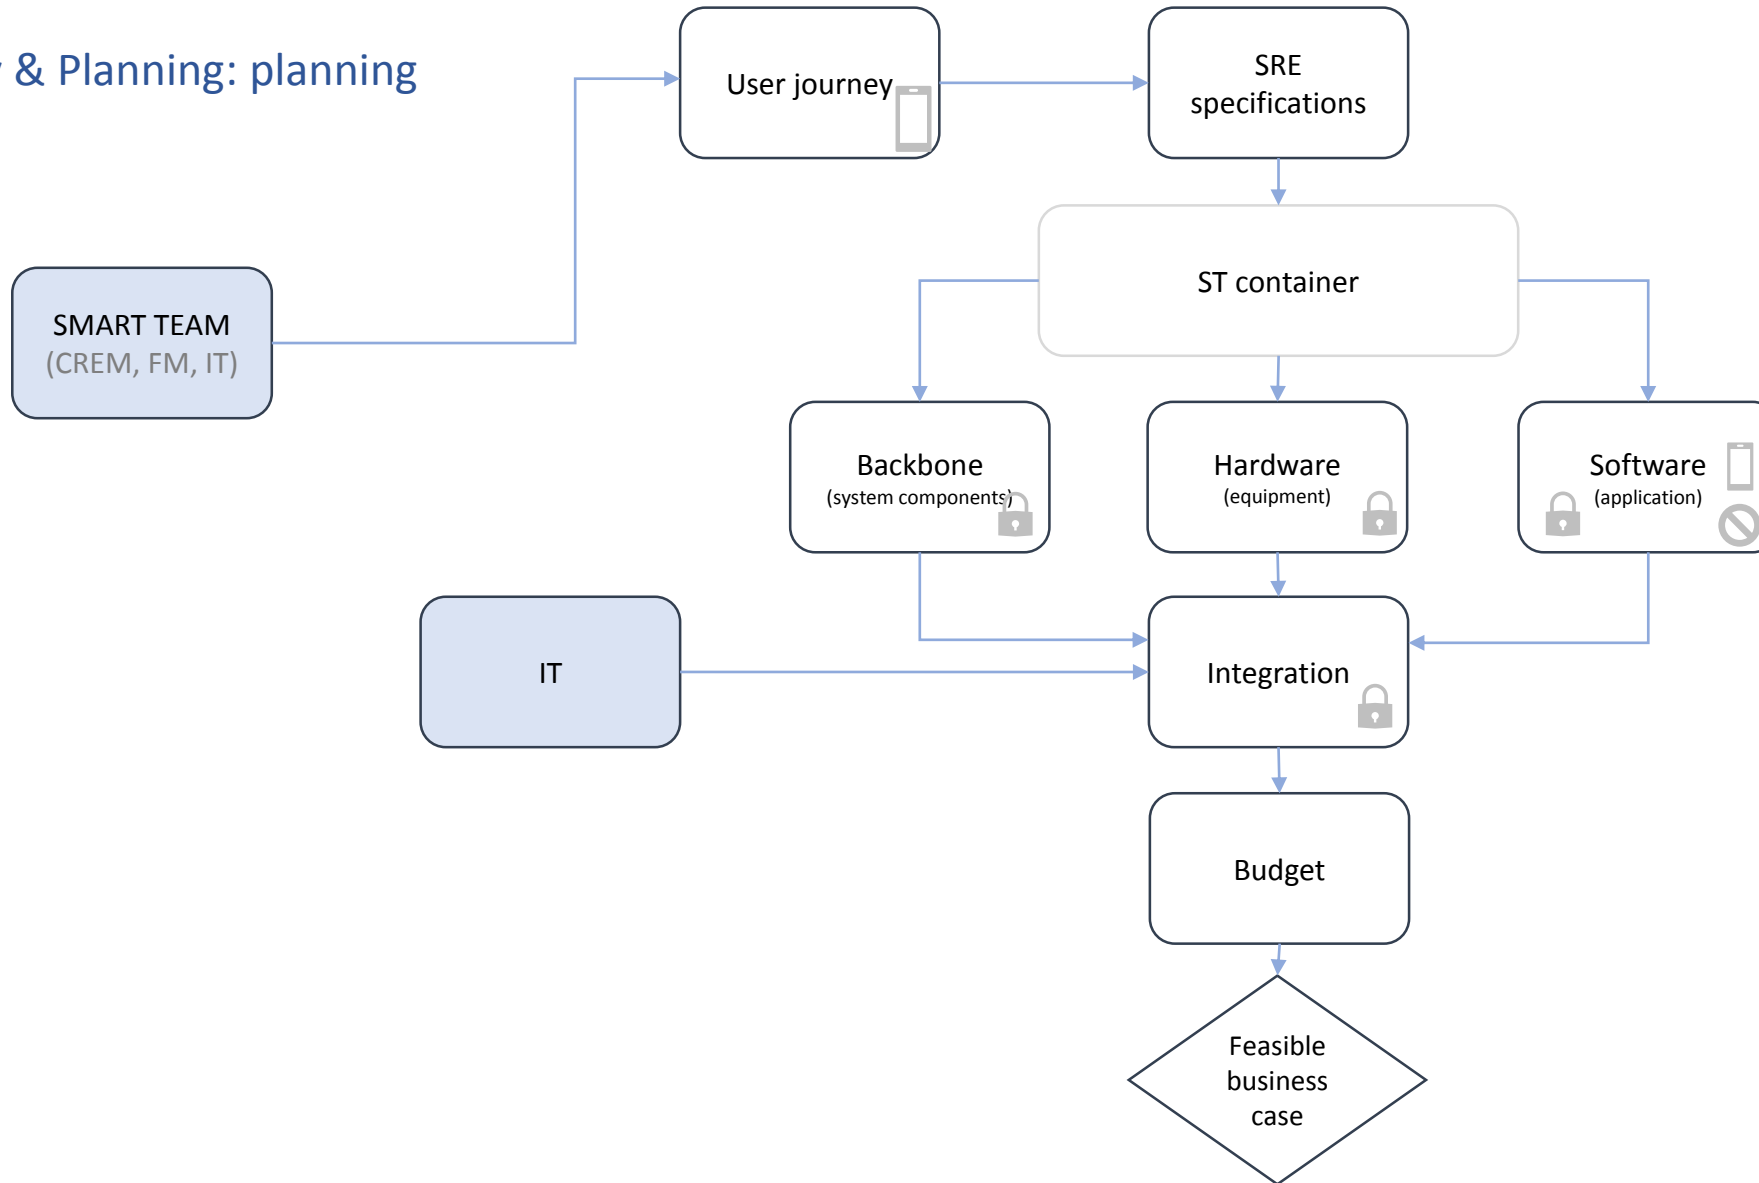 & Planning: planning
User journey
SRE
specifications
ST container
SMART TEAM
(CREM, FM, IT)
Backbone
(system components)
Hardware
(equipment)
Software
(application)
IT
Integration
Budget
Feasible
business
case